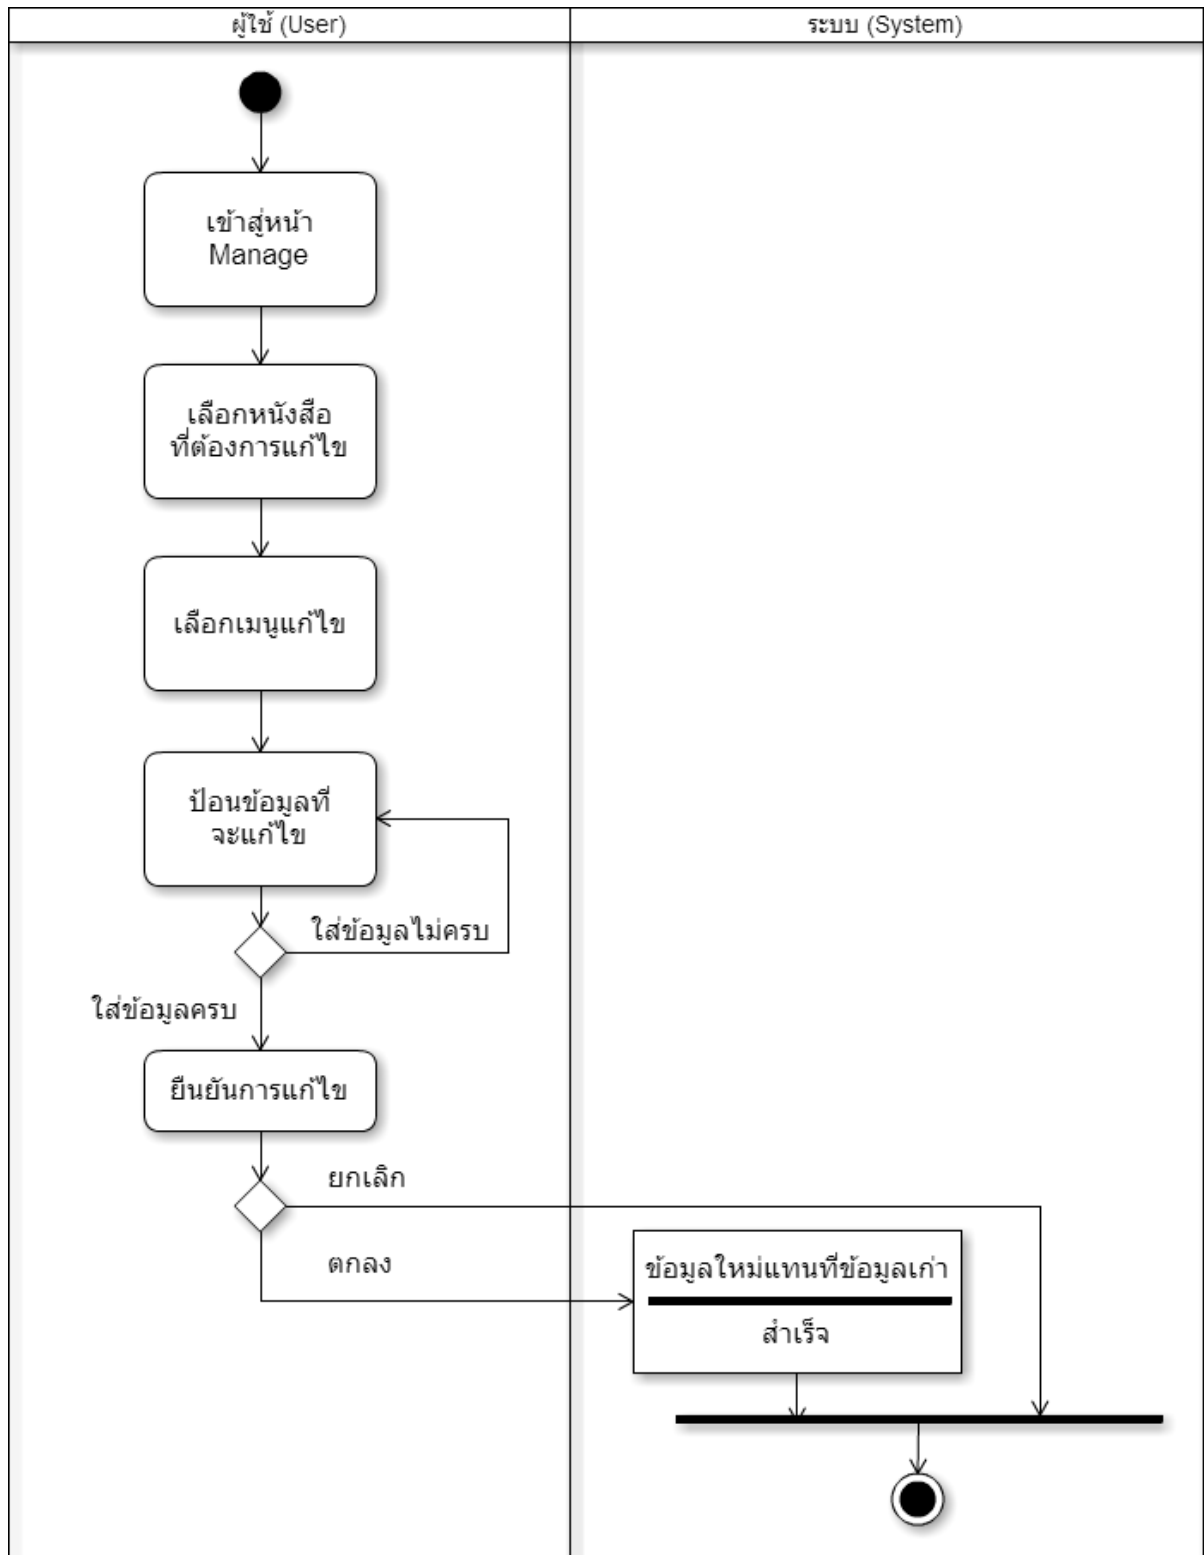 ผู้ใช้ (User)
ระบบ (System)
เข้าสู่หน้า
Manage
เลือกหนังสือ
ที่ต้องการแก้ไข
เลือกเมนูแก้ไข
ป้อนข้อมูลที่
จะแก้ไข
ใส่ข้อมูลไม่ครบ
ใส่ข้อมูลครบ
ยืนยันการแก้ไข
ยกเลิก
ตกลง
ข้อมูลใหม่แทนที่ข้อมูลเก่า
สำเร็จ